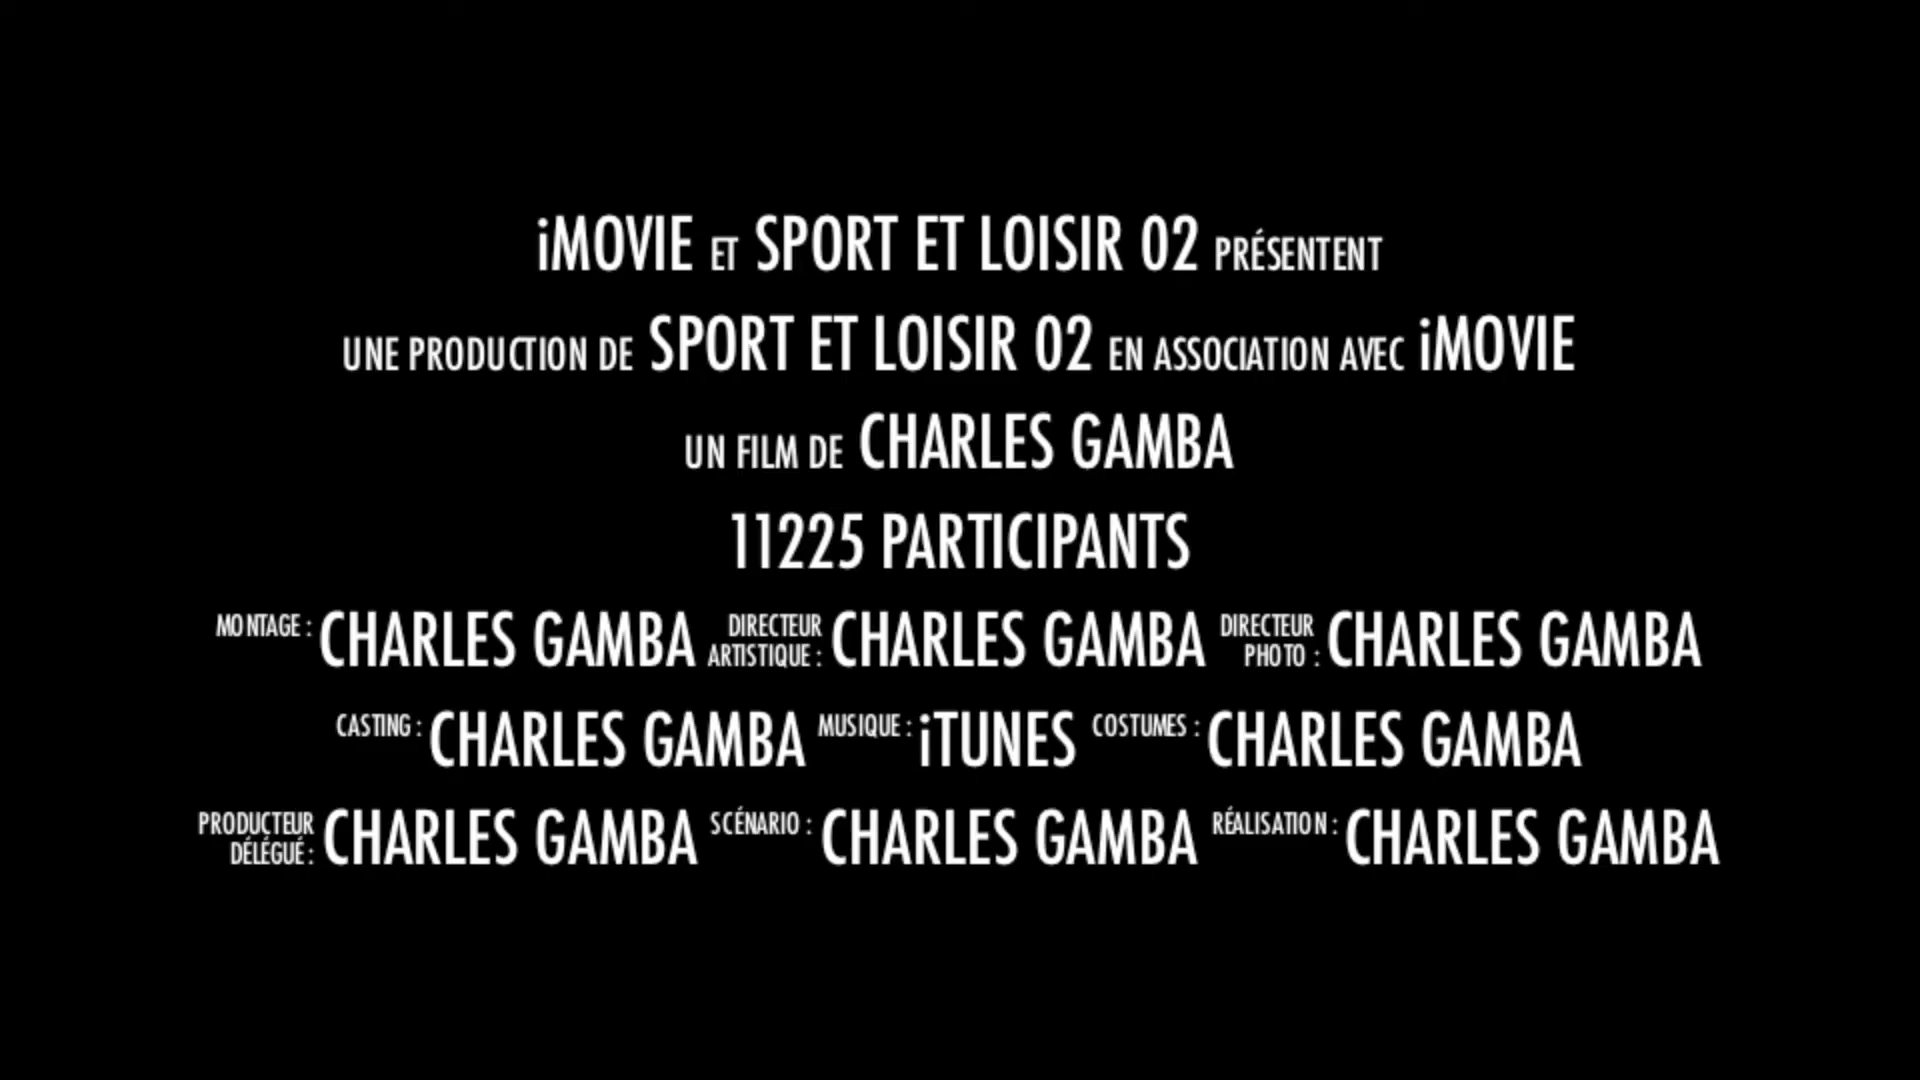 iMOVIE ET SPORT ET LOISIR 02 PRÉSENTENT
UNE PRODUCTION DE SPORT ET LOISIR 02 EN ASSOCIATION AVEC iMOVIE
UN FILM DE CHARLES GAMBA
11225 PARTICIPANTS
MONTAGE : CHARLES GAMBA DIRECTEUR ARTISTIQUE : CHARLES GAMBA DIRECTEUR PHOTO : CHARLES GAMBA
CASTING : CHARLES GAMBA MUSIQUE : iTUNES COSTUMES : CHARLES GAMBA
PRODUCTEUR DÉLÉGUÉ : CHARLES GAMBA SCÉNARIO : CHARLES GAMBA RÉALISATION : CHARLES GAMBA